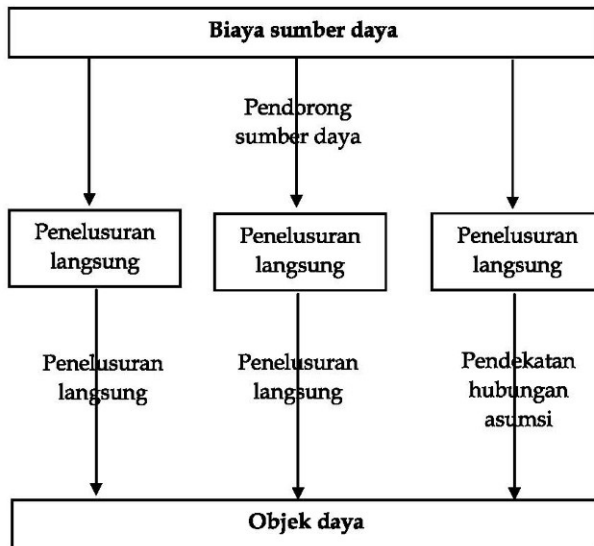 Biaya sumber daya
Pendorong
sumber daya
Penelusuran
langsung
Penelusuran
langsung
Penelusuran
langsung
Penelusuran
langsung
Penelusuran
langsung
Pendekatan
hubungan
asumsi
Objek daya